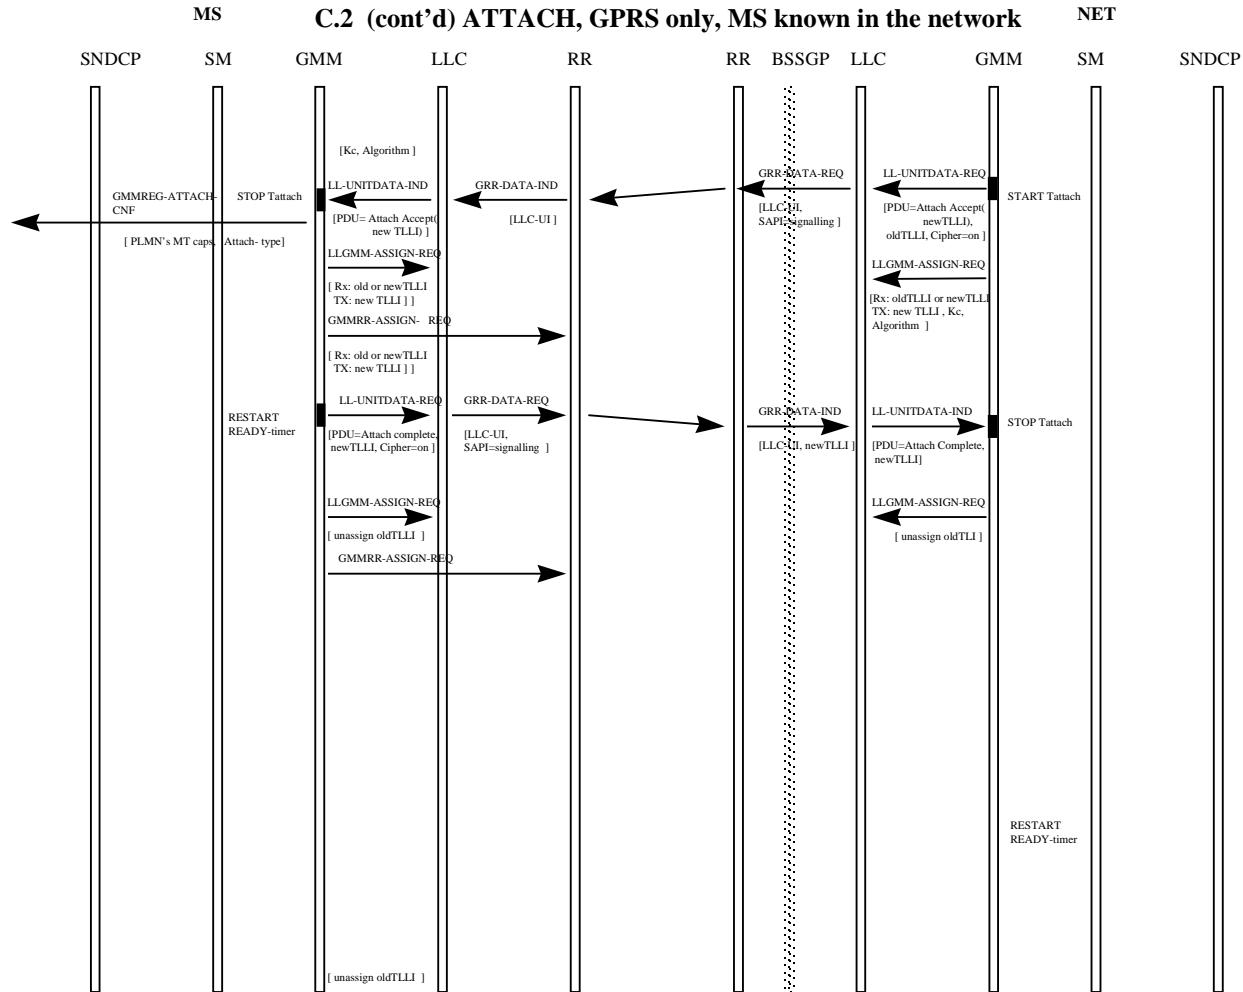 MS
C.2 (cont'd) ATTACH, GPRS only, MS known in the network
NET
SNDCP
SM
GMM
LLC
RR
RR
BSSGP
LLC
GMM
SM
SNDCP
[Kc, Algorithm ]
GMMREG-ATTACH-
CNF
STOP Tattach
LL-UNITDATA-IND
GRR-DATA-IND
GRR-DATA-REQ
LL-UNITDATA-REQ
START Tattach
[PDU= Attach Accept(
new TLLI) ]
[LLC-UI ]
[LLC-UI,
SAPI=signalling ]
[PDU=Attach Accept(
newTLLI),
oldTLLI, Cipher=on ]
[ PLMN's MT caps, Attach- type]
LLGMM-ASSIGN-REQ
LLGMM-ASSIGN-REQ
[ Rx: old or newTLLI
TX: new TLLI ] ]
[Rx: oldTLLI or newTLLI
TX: new TLLI , Kc,
Algorithm ]
GMMRR-ASSIGN- REQ
[ Rx: old or newTLLI
TX: new TLLI ] ]
RESTART
READY-timer
LL-UNITDATA-REQ
GRR-DATA-REQ
GRR-DATA-IND
LL-UNITDATA-IND
STOP Tattach
[PDU=Attach complete,
newTLLI, Cipher=on ]
[LLC-UI,
SAPI=signalling ]
[LLC-UI, newTLLI ]
[PDU=Attach Complete,
newTLLI]
LLGMM-ASSIGN-REQ
LLGMM-ASSIGN-REQ
[ unassign oldTLLI ]
[ unassign oldTLI ]
GMMRR-ASSIGN-REQ
RESTART
READY-timer
[ unassign oldTLLI ]